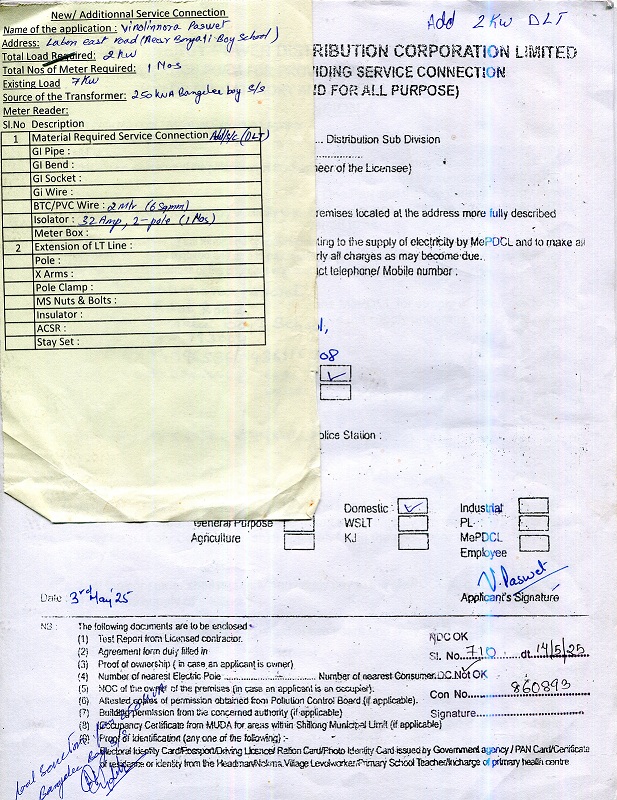 New/ Additionnal Service Connection
Name of the application : Vinolinnora Paswet
Address: Laban east road (Near Bengali Boy School)
Total Load Required: 2 KW
Total Nos of Meter Required: 1 Nos
Existing Load 7 KW
Source of the Transformer: 250 KVA Bangalee boy S/S
Meter Reader:
Sl.No Description
1 Material Required Service Connection Add/S/C (DLT)
GI Pipe :
GI Bend :
GI Socket :
GI Wire :
BTC/PVC Wire : 2 Mtr (6 Sqmm)
Isolator : 32 Amp, 2-pole (1 Nos)
Meter Box :
2 Extension of LT Line :
Pole :
X Arms :
Pole Clamp :
MS Nuts & Bolts :
Insulator :
ACSR :
Stay Set :
Add 2 KW DLT
RIBUTION CORPORATION LIMITED
VIDING SERVICE CONNECTION
D FOR ALL PURPOSE)
... Distribution Sub Division
neer of the Licensee)
remises located at the address more fully described
ting to the supply of electricity by MePDCL and to make all
rly all charges as may become due.
ct telephone/ Mobile number :
08
olice Station :
Domestic : ✓ Industrial
General Purpose WSLT PL
Agriculture KJ MePDCL
Employee
V. Paswet
Date : 3rd May'25 Applicant's Signature
NB : The following documents are to be enclosed
(1) Test Report from Licensed contractor.
(2) Agreement form duly filled in
(3) Proof of ownership ( in case an applicant is owner)
(4) Number of nearest Electric Pole ........................ Number of nearest Consumer
(5) NOC of the owner of the premises (in case an applicant is an occupier).
(6) Attested copies of permission obtained from Pollution Control Board (if applicable).
(7) Building permission from the concerned authority (if applicable)
(8) Occupancy Certificate from MUDA for areas within Shillong Municipal Limit (if applicable)
(9) Proof of identification (any one of the following) :-
Electoral Identity Card/Passport/Driving Licence/ Ration Card/Photo Identity Card issued by Government agency / PAN Card/Certificate
of residence or identity from the Headman/Nokma.Village Levelworker/Primary School Teacher/Incharge of primary health centre
NDC OK
Sl. No. 710 dt. 14/5/25
DC.Not OK
Con No 860893
Signature